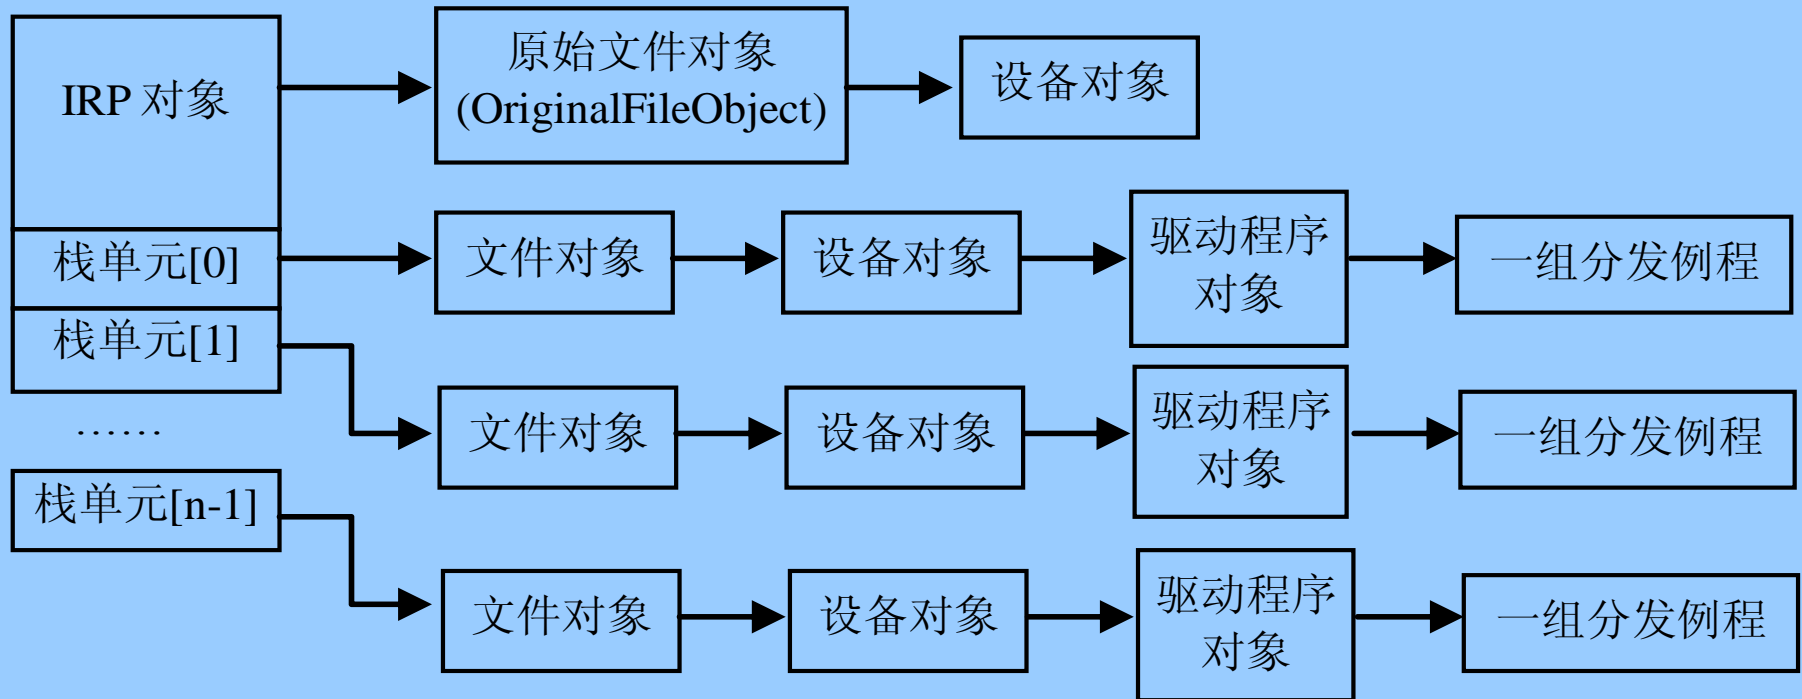 IRP 对象
原始文件对象
(OriginalFileObject)
设备对象
栈单元[0]
文件对象
设备对象
驱动程序
对象
一组分发例程
栈单元[1]
文件对象
设备对象
驱动程序
对象
一组分发例程
……
栈单元[n-1]
文件对象
设备对象
驱动程序
对象
一组分发例程